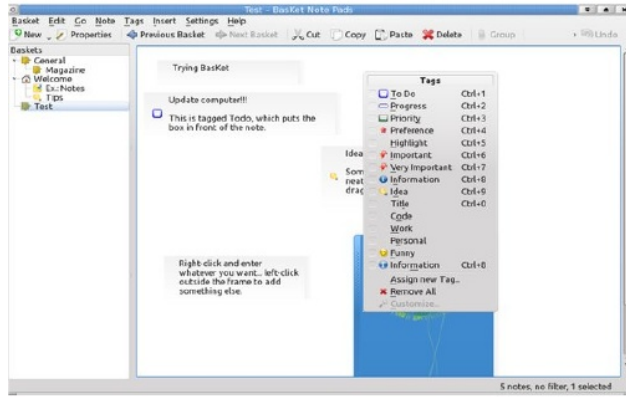 Test – BasKet Note Pads
Basket Edit Go Note Tags Insert Settings Help
New Properties Previous Basket Next Basket Cut Copy Paste Delete Group Undo
Baskets
General
Magazine
Welcome
Ex.: Notes
Tips
Test
Trying BasKet
Update computer!!!
This is tagged Todo, which puts the
box in front of the note.
Idea
Som
neat
drag
Right-click and enter
whatever you want... left-click
outside the frame to add
something else.
Tags
To Do Ctrl+1
Progress Ctrl+2
Priority Ctrl+3
Preference Ctrl+4
Highlight Ctrl+5
Important Ctrl+6
Very Important Ctrl+7
Information Ctrl+8
Idea Ctrl+9
Title Ctrl+0
Code
Work
Personal
Funny
Information Ctrl+8
Assign new Tag...
Remove All
Customize...
5 notes, no filter, 1 selected